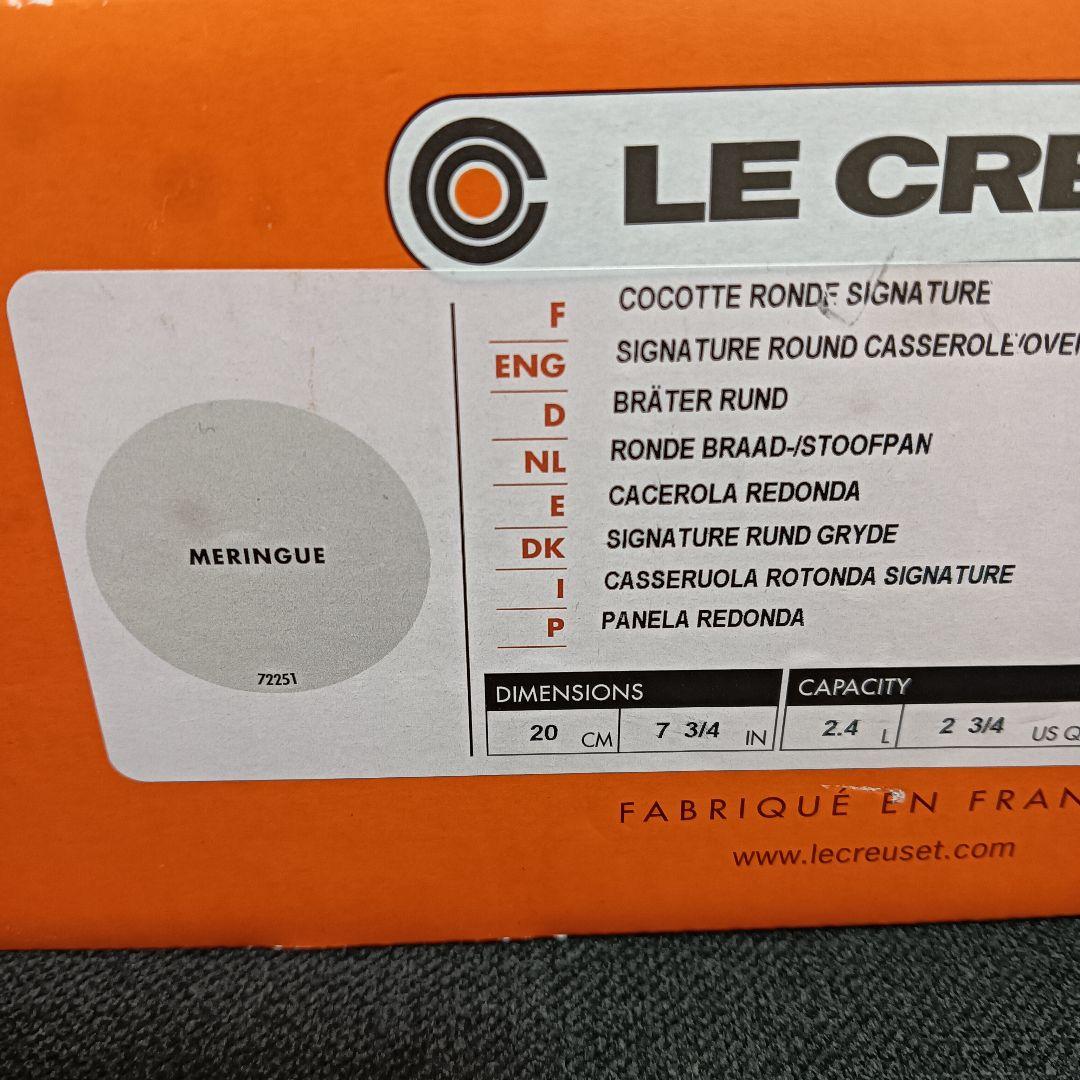 LE CRE
F COCOTTE RONDE SIGNATURE
ENG SIGNATURE ROUND CASSEROLE/OVE
D BRÄTER RUND
NL RONDE BRAAD-/STOOFPAN
E CACEROLA REDONDA
DK SIGNATURE RUND GRYDE
I CASSERUOLA ROTONDA SIGNATURE
P PANELA REDONDA
MERINGUE
72251
DIMENSIONS CAPACITY
20 CM 7 3/4 IN 2.4 L 2 3/4 US Q
FABRIQUÉ EN FRAN
www.lecreuset.com